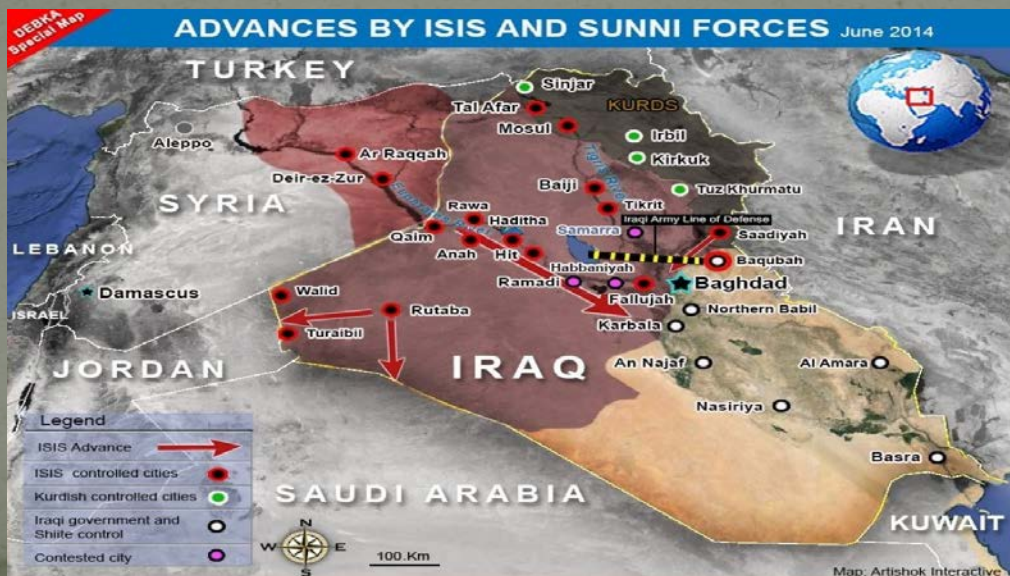 DEBKA
Special Map
ADVANCES BY ISIS AND SUNNI FORCES June 2014
TURKEY
Sinjar
Tal Afar
KURDS
Mosul
Irbil
Aleppo
Ar Raqqah
Kirkuk
Deir-ez-Zur
Baiji
Tuz Khurmatu
SYRIA
Rawa
Tikrit
Iraqi Army Line of Defense
Haditha
Samarra
IRAN
Qaim
Saadiyah
LEBANON
Anah
Hit
Baqubah
Habbaniyah
Ramadi
Baghdad
Damascus
Walid
Fallujah
ISRAEL
Rutaba
Northern Babil
Turaibil
Karbala
JORDAN
IRAQ
An Najaf
Al Amara
Nasiriya
Legend
ISIS Advance
ISIS controlled cities
Kurdish controlled cities
Iraqi government and
Shiite control
Contested city
Basra
SAUDI ARABIA
KUWAIT
N
W
E
S
100.Km
Map: Artishok Interactive